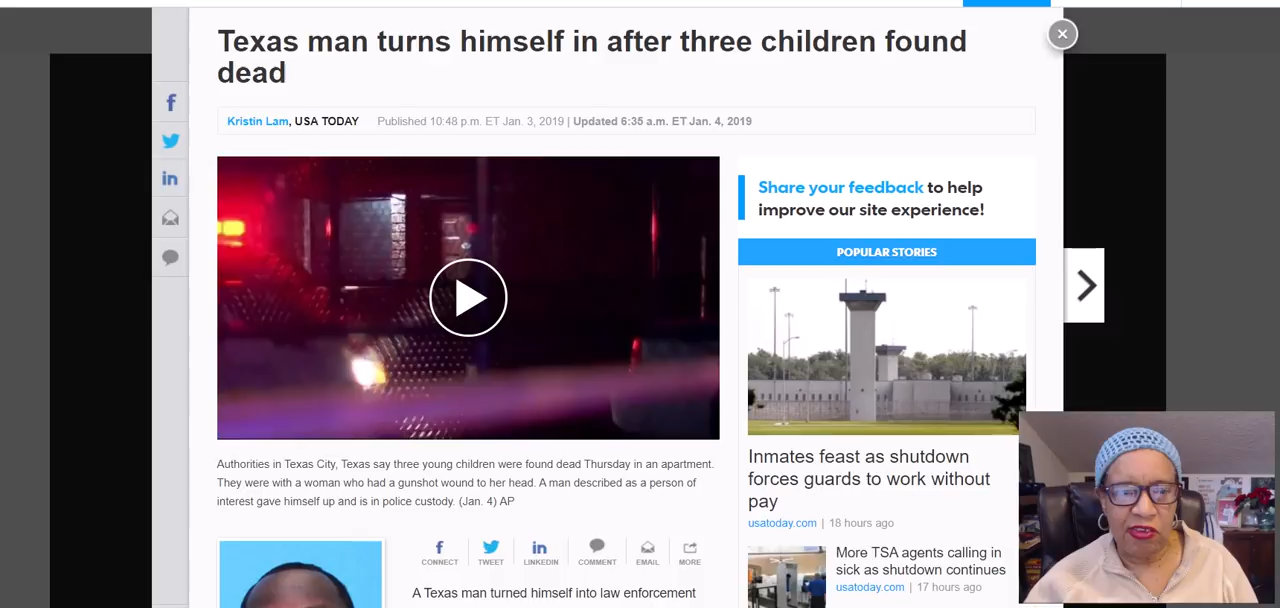 Texas man turns himself in after three children found
dead
Kristin Lam, USA TODAY Published 10:48 p.m. ET Jan. 3, 2019 | Updated 6:35 a.m. ET Jan. 4, 2019
Share your feedback to help
improve our site experience!
POPULAR STORIES
Authorities in Texas City, Texas say three young children were found dead Thursday in an apartment.
They were with a woman who had a gunshot wound to her head. A man described as a person of
interest gave himself up and is in police custody. (Jan. 4) AP
Inmates feast as shutdown
forces guards to work without
pay
usatoday.com | 18 hours ago
CONNECT TWEET LINKEDIN COMMENT EMAIL MORE
A Texas man turned himself into law enforcement
More TSA agents calling in
sick as shutdown continues
usatoday.com | 17 hours ago